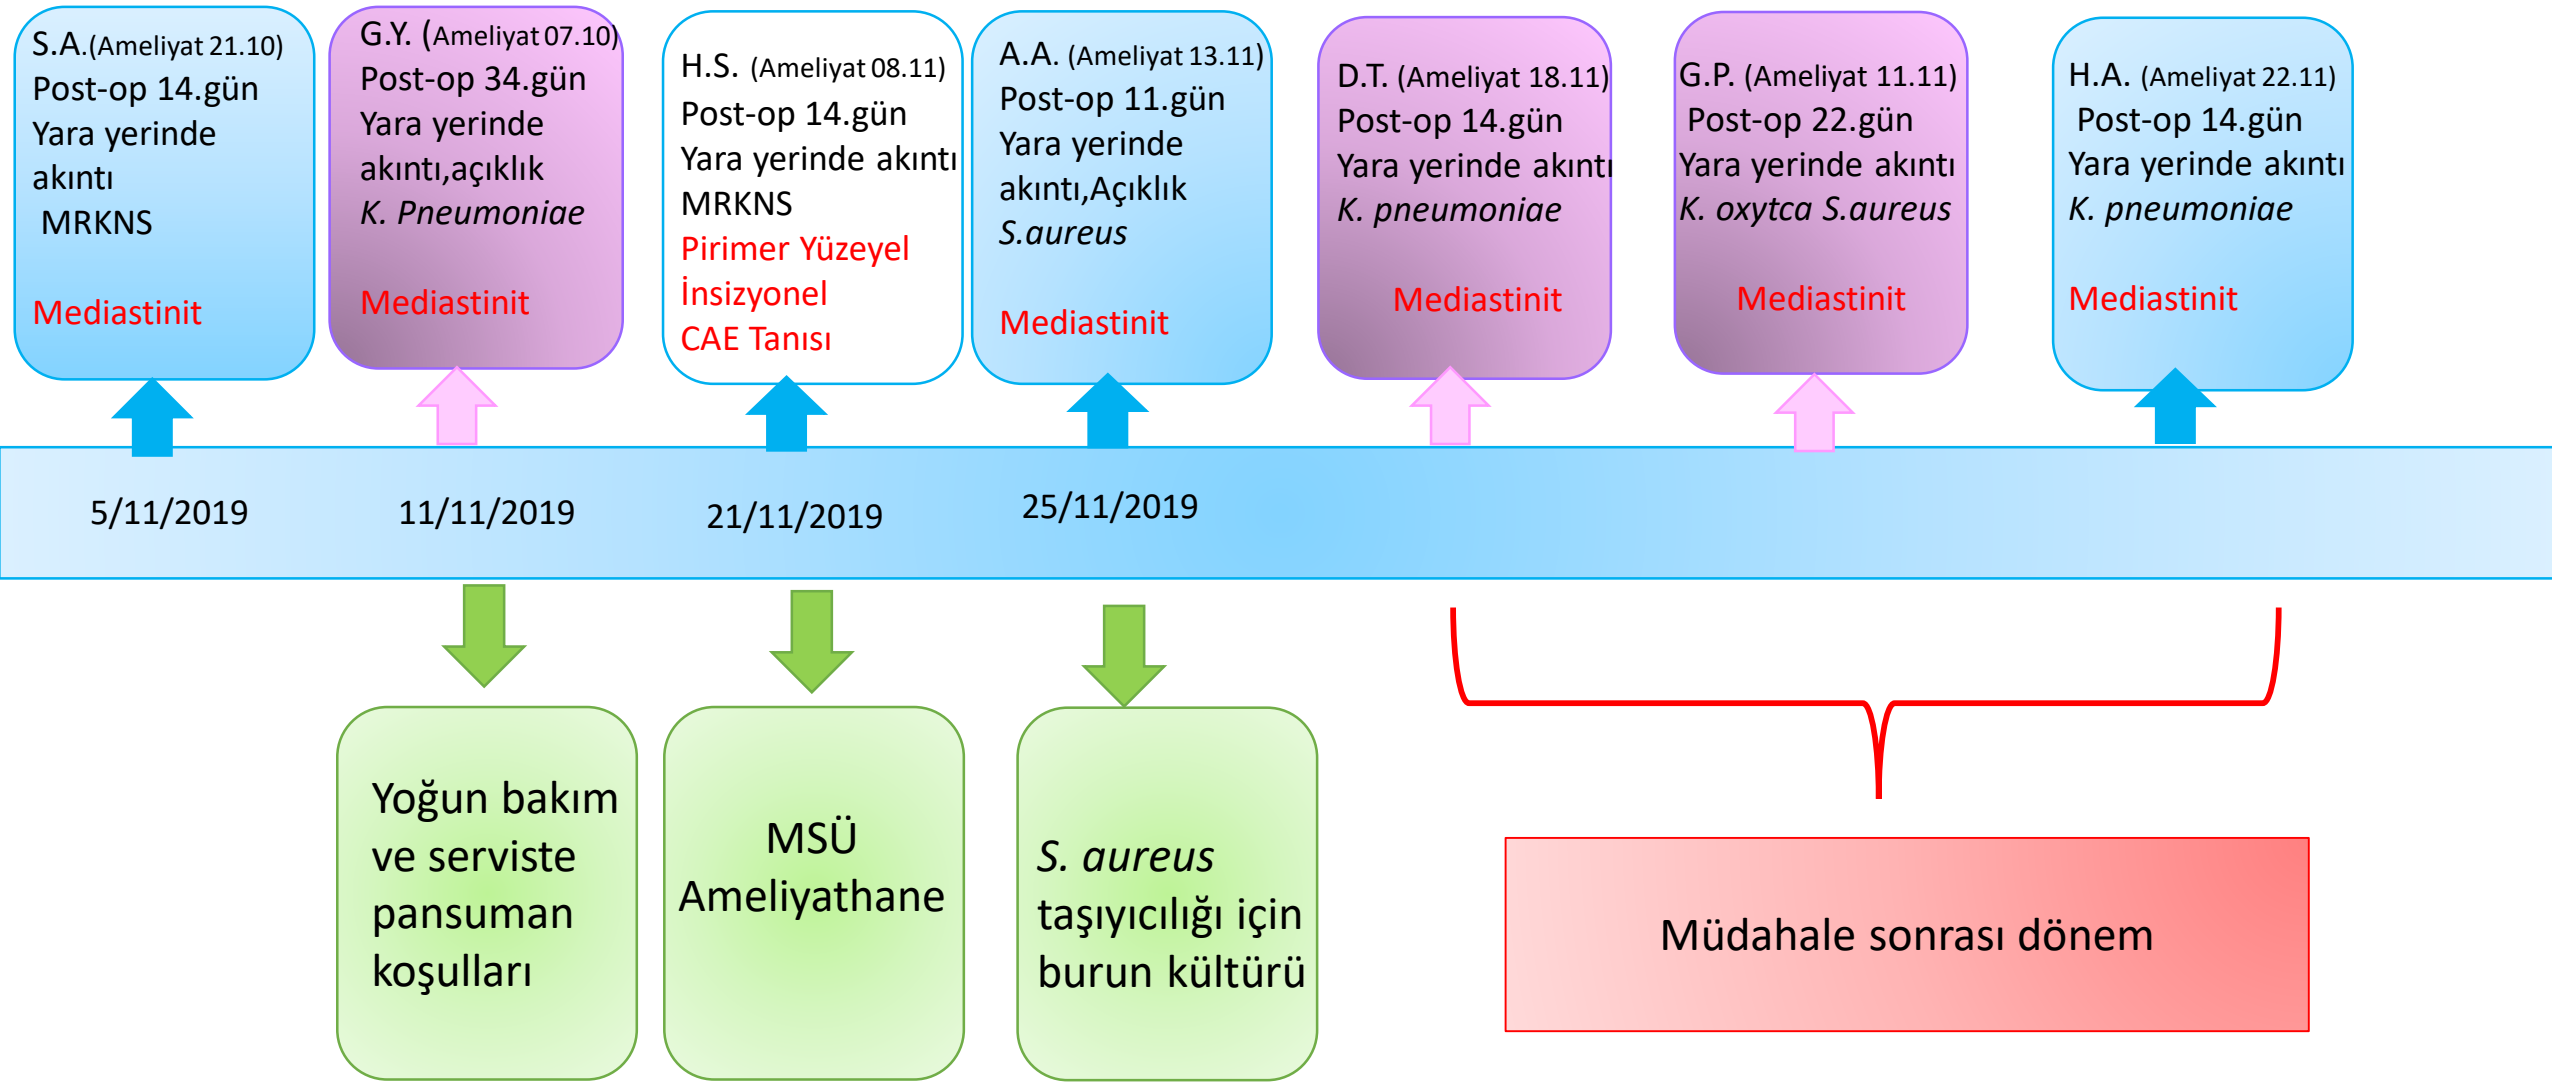 S.A.(Ameliyat 21.10)
Post-op 14.gün
Yara yerinde
akıntı
MRKNS
Mediastinit
G.Y. (Ameliyat 07.10)
Post-op 34.gün
Yara yerinde
akıntı,açıklık
K. Pneumoniae
Mediastinit
H.S. (Ameliyat 08.11)
Post-op 14.gün
Yara yerinde akıntı
MRKNS
Pirimer Yüzeyel
İnsizyonel
CAE Tanısı
A.A. (Ameliyat 13.11)
Post-op 11.gün
Yara yerinde
akıntı,Açıklık
S.aureus
Mediastinit
D.T. (Ameliyat 18.11)
Post-op 14.gün
Yara yerinde akıntı
K. pneumoniae
Mediastinit
G.P. (Ameliyat 11.11)
Post-op 22.gün
Yara yerinde akıntı
K. oxytca S.aureus
Mediastinit
H.A. (Ameliyat 22.11)
Post-op 14.gün
Yara yerinde akıntı
K. pneumoniae
Mediastinit
5/11/2019
11/11/2019
21/11/2019
25/11/2019
Yoğun bakım
ve serviste
pansuman
koşulları
MSÜ
Ameliyathane
S. aureus
taşıyıcılığı için
burun kültürü
Müdahale sonrası dönem